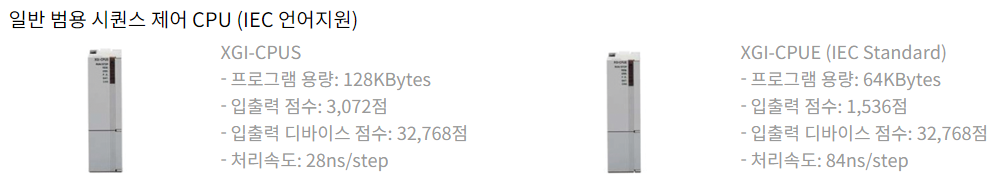 일반 범용 시퀀스 제어 CPU (IEC 언어지원)
XGI-CPUS
- 프로그램 용량: 128KBytes
- 입출력 점수: 3,072점
- 입출력 디바이스 점수: 32,768점
- 처리속도: 28ns/step
XGI-CPUE (IEC Standard)
- 프로그램 용량: 64KBytes
- 입출력 점수: 1,536점
- 입출력 디바이스 점수: 32,768점
- 처리속도: 84ns/step